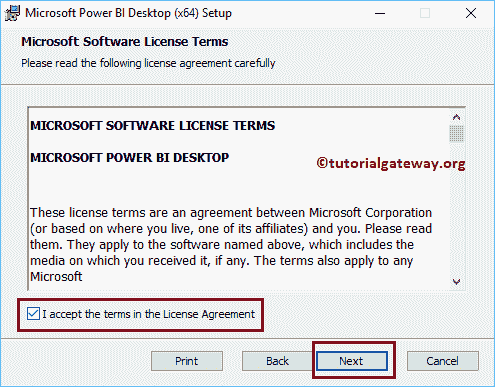 Microsoft Power BI Desktop (x64) Setup
Microsoft Software License Terms
Please read the following license agreement carefully
MICROSOFT SOFTWARE LICENSE TERMS
MICROSOFT POWER BI DESKTOP
©tutorialgateway.org
These license terms are an agreement between Microsoft Corporation
(or based on where you live, one of its affiliates) and you. Please read
them. They apply to the software named above, which includes the
media on which you received it, if any. The terms also apply to any
Microsoft
I accept the terms in the License Agreement
Print Back Next Cancel